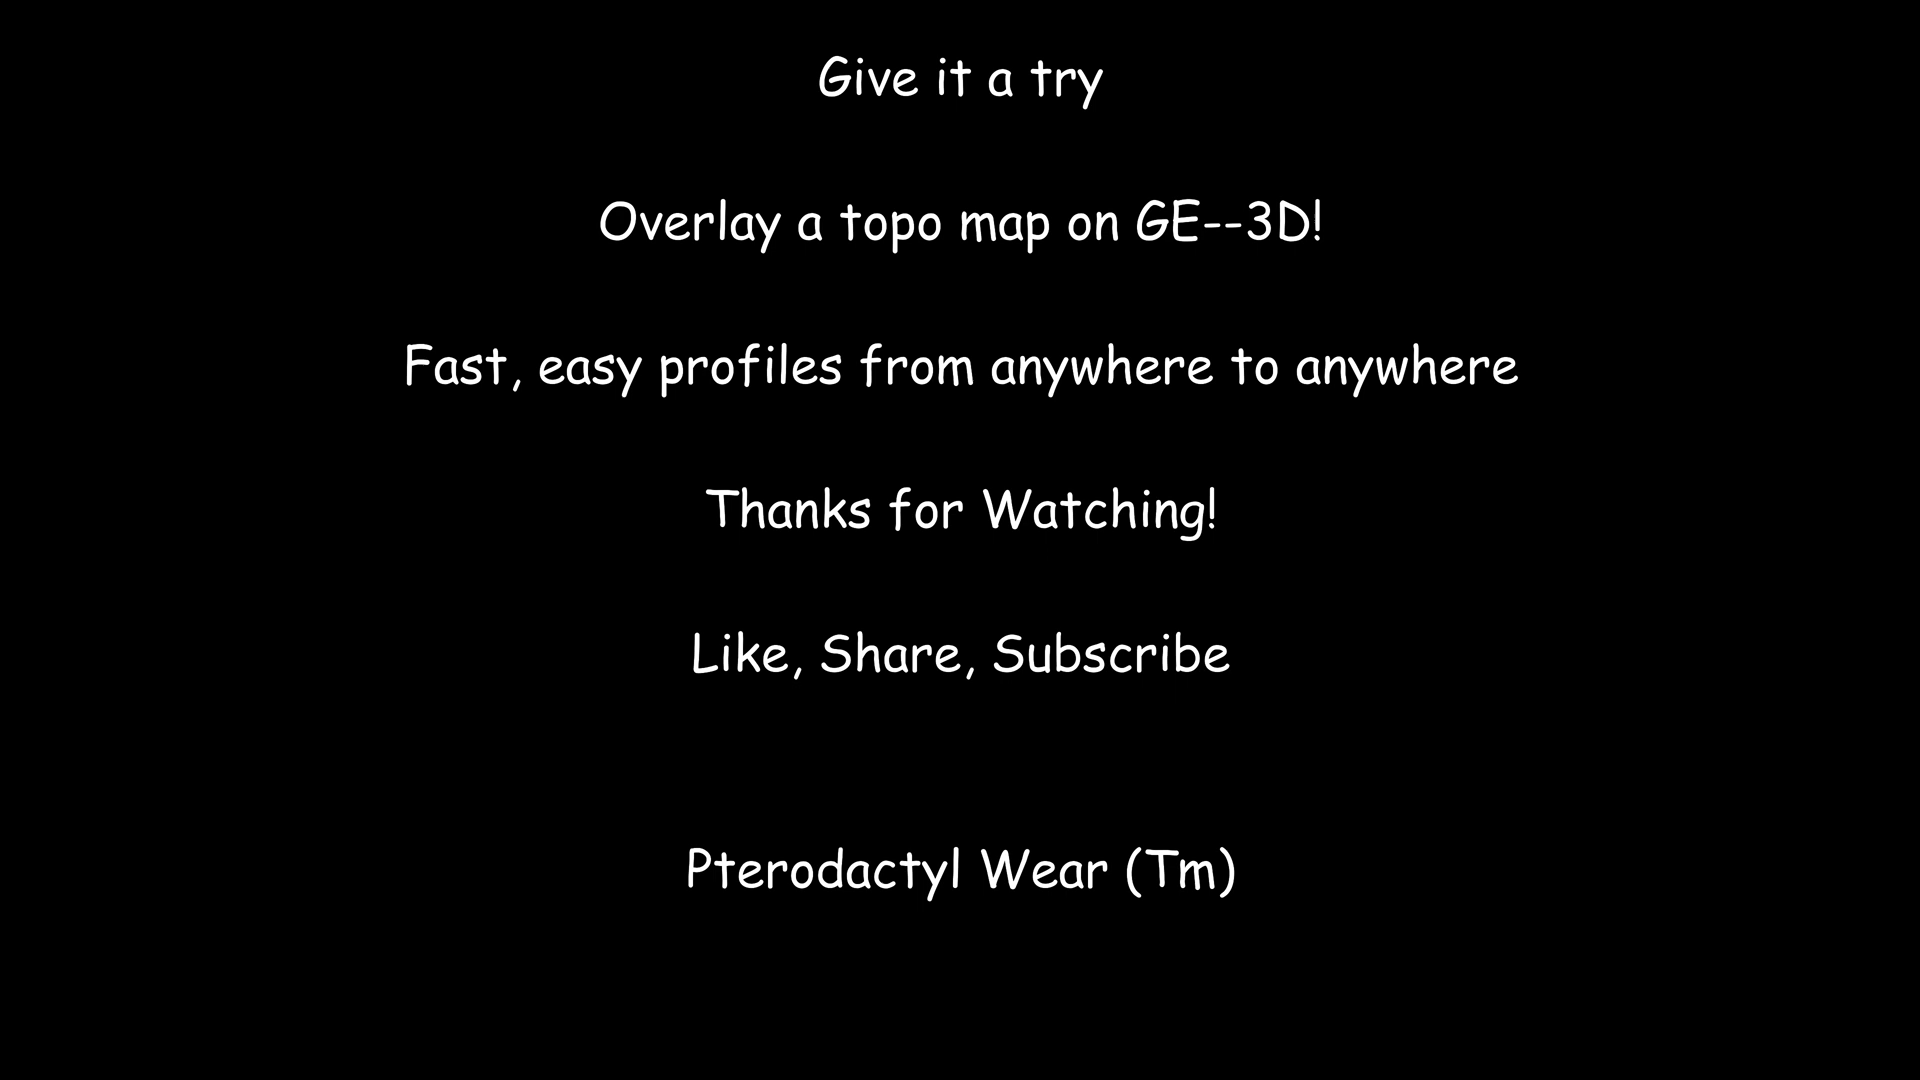 Give it a try
Overlay a topo map on GE--3D!
Fast, easy profiles from anywhere to anywhere
Thanks for Watching!
Like, Share, Subscribe
Pterodactyl Wear (Tm)